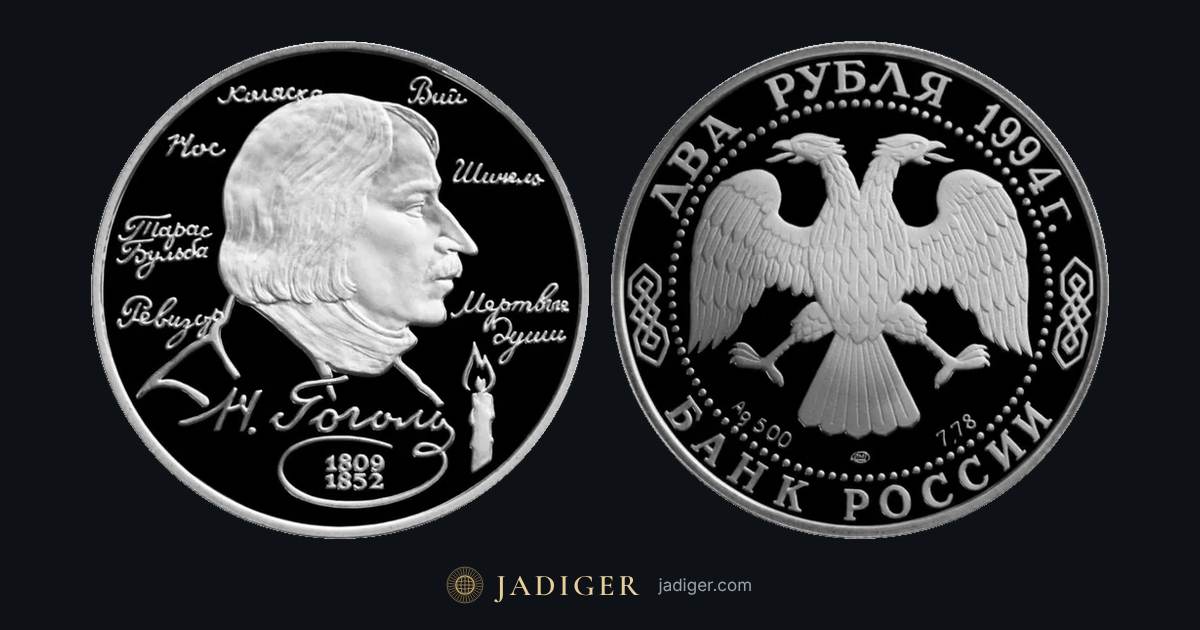 Коляска
Вий
Нос
Шинель
Тарас
Бульба
Ревизор
Мертвые
души
Н. Гоголь
1809
1852
ДВА РУБЛЯ 1994 г.
Ag 500
7,78
БАНК РОССИИ
JADIGER
jadiger.com